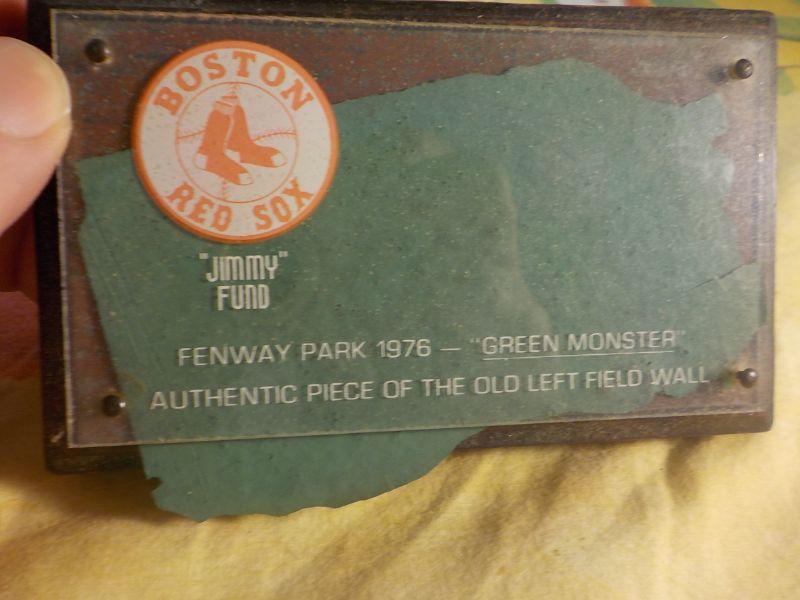 BOSTON
RED SOX
"JIMMY"
FUND
FENWAY PARK 1976 — "GREEN MONSTER"
AUTHENTIC PIECE OF THE OLD LEFT FIELD WALL